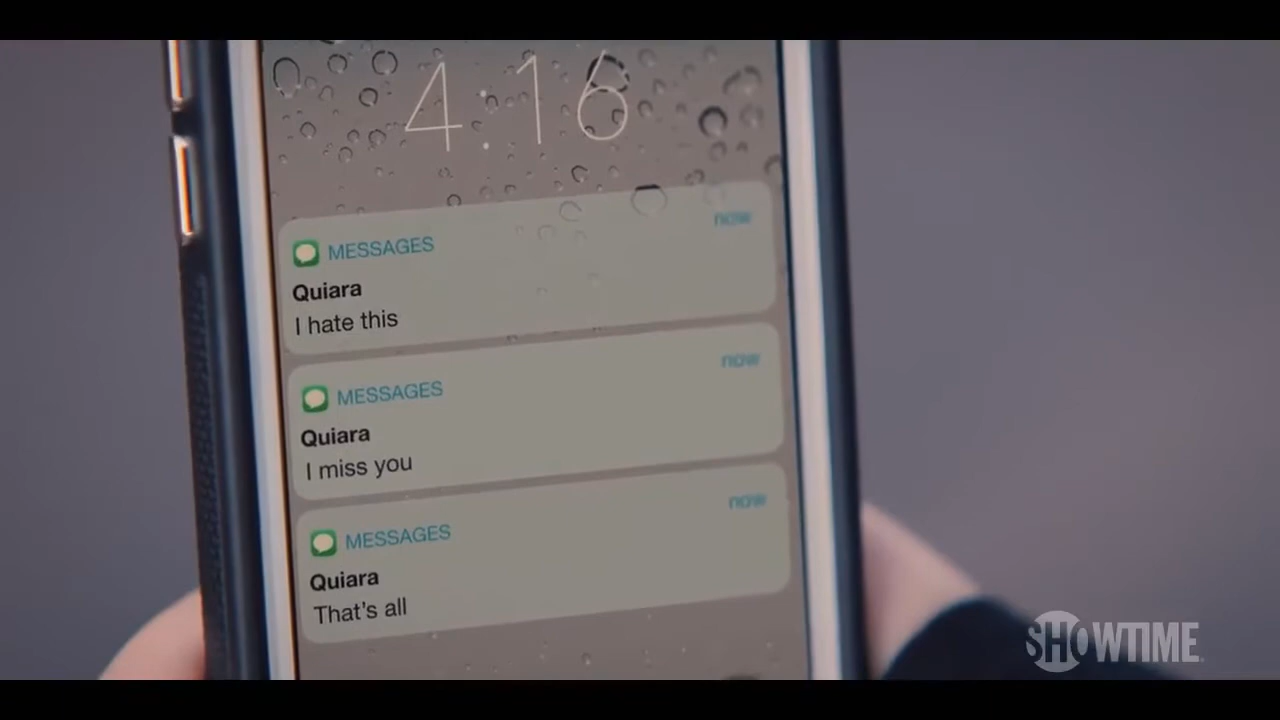 4:16
MESSAGES
now
Quiara
I hate this
MESSAGES
now
Quiara
I miss you
MESSAGES
now
Quiara
That's all
SHOWTIME